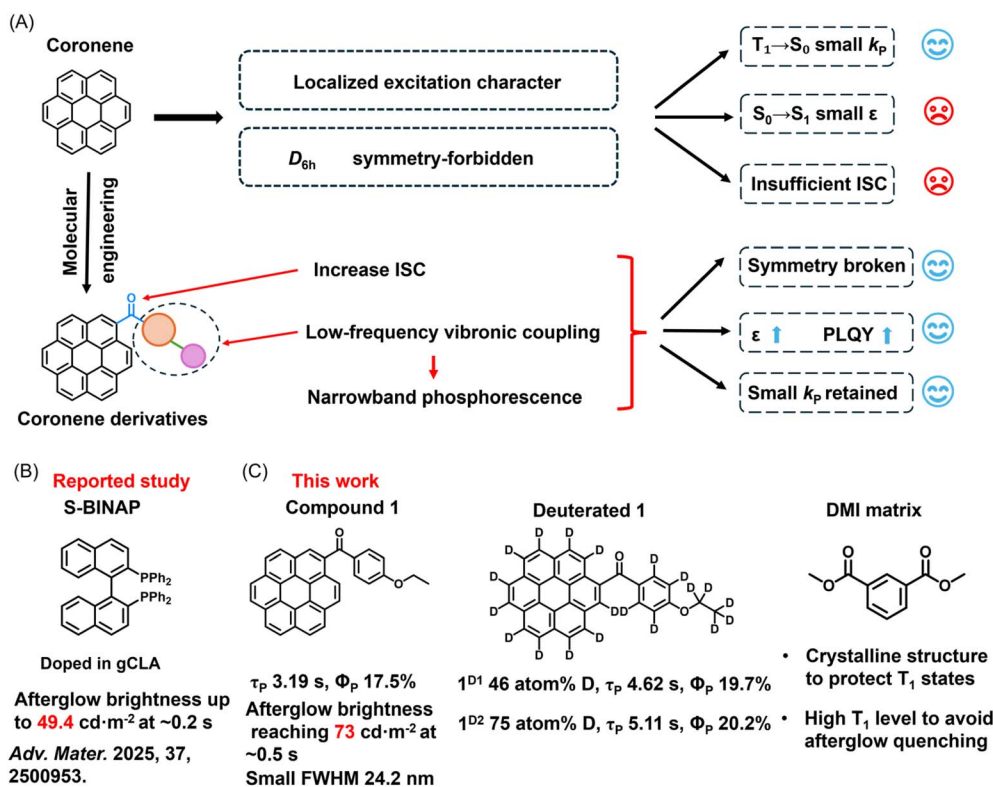 (A)
Coronene
Localized excitation character
D6h symmetry-forbidden
T1→S0 small kP
S0→S1 small ε
Insufficient ISC
Molecular
engineering
O
Increase ISC
Low-frequency vibronic coupling
Narrowband phosphorescence
Coronene derivatives
Symmetry broken
ε PLQY
Small kP retained
(B)
Reported study
S-BINAP
PPh2
PPh2
Doped in gCLA
Afterglow brightness up
to 49.4 cd·m-2 at ~0.2 s
Adv. Mater. 2025, 37,
2500953.
(C)
This work
Compound 1
O
O
τP 3.19 s, ΦP 17.5%
Afterglow brightness
reaching 73 cd·m-2 at
~0.5 s
Small FWHM 24.2 nm
Deuterated 1
D D D O D D D D D D D D D D D D D D D D D O D D
1D1 46 atom% D, τP 4.62 s, ΦP 19.7%
1D2 75 atom% D, τP 5.11 s, ΦP 20.2%
DMI matrix
O O
O O
• Crystalline structure
to protect T1 states
• High T1 level to avoid
afterglow quenching